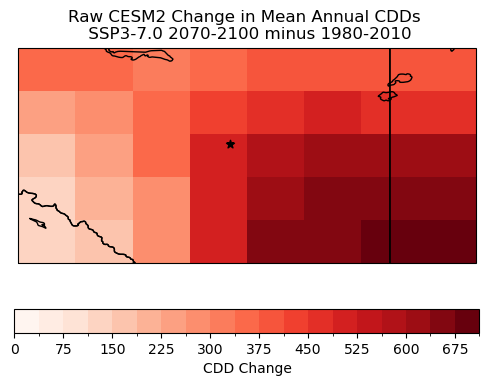 Raw CESM2 Change in Mean Annual CDDs
SSP3-7.0 2070-2100 minus 1980-2010
0 75 150 225 300 375 450 525 600 675
CDD Change